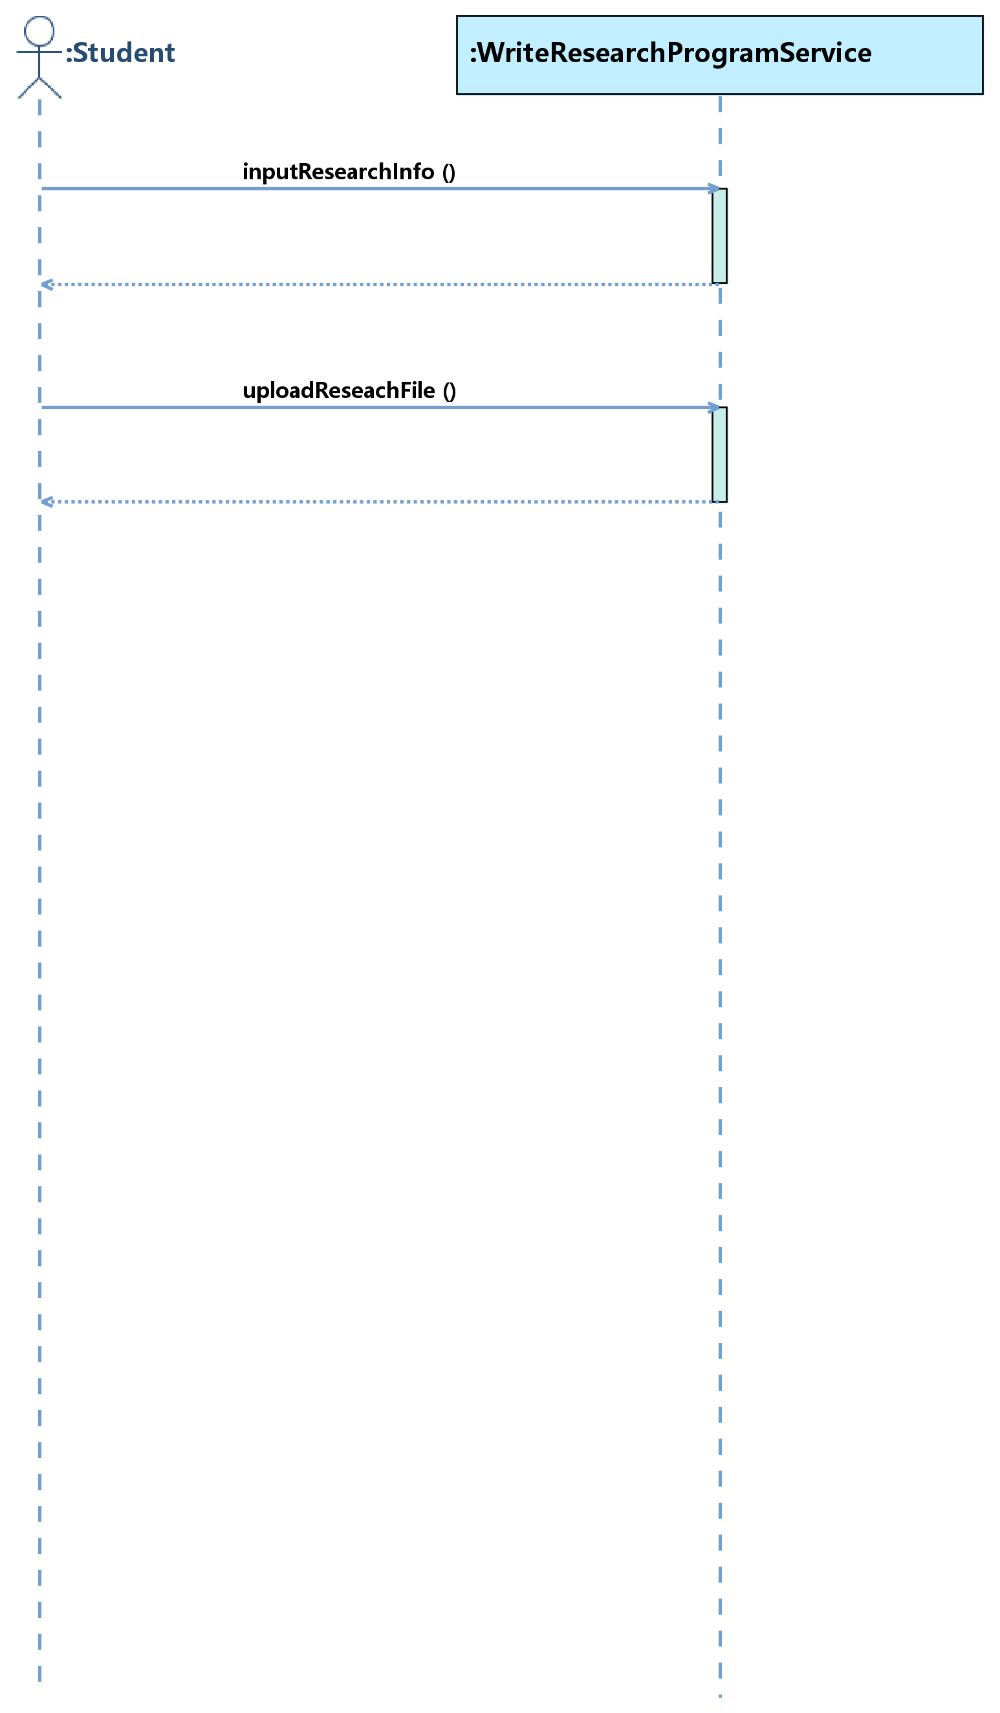 :Student
:WriteResearchProgramService
inputResearchInfo ()
uploadReseachFile ()